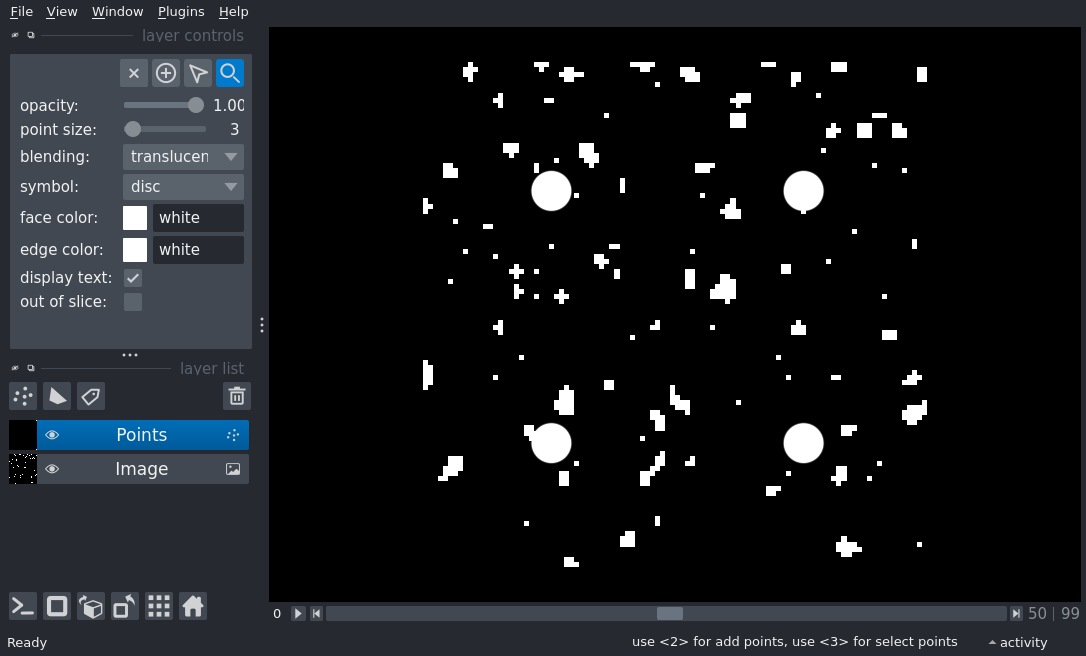 File View Window Plugins Help
layer controls
opacity: 1.00
point size: 3
blending: translucen
symbol: disc
face color: white
edge color: white
display text:
out of slice:
layer list
Points
Image
0 50 | 99
Ready use <2> for add points, use <3> for select points activity